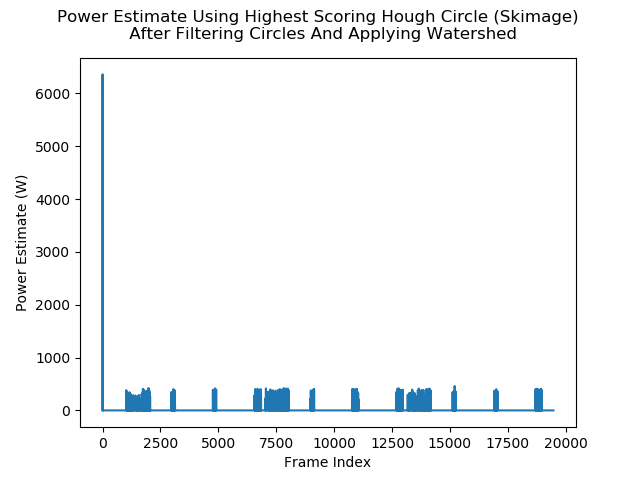 Power Estimate Using Highest Scoring Hough Circle (Skimage)
After Filtering Circles And Applying Watershed
6000
5000
4000
3000
2000
1000
0
Power Estimate (W)
0 2500 5000 7500 10000 12500 15000 17500 20000
Frame Index